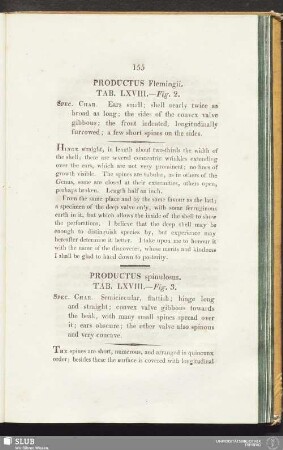 155
PRODUCTUS Flemingii.
TAB. LXVIII.—Fig. 2.
Spec. Char. Ears small; shell nearly twice as
broad as long; the sides of the convex valve
gibbous; the front indented, longitudinally
furrowed; a few short spines on the sides.
Hinge straight, in length about two-thirds the width of
the shell; there are several concentric wrinkles extending
over the ears, which are not very prominent; no lines of
growth visible. The spines are tubular, as in others of the
Genus, some are closed at their extremities, others open,
perhaps broken. Length half an inch.
From the same place and by the same favour as the last;
a specimen of the deep valve only, with some ferruginous
earth in it, but which allows the inside of the shell to show
the perforations. I believe that the deep shell may be
enough to distinguish species by, but experience may
hereafter determine it better. I take upon me to honour it
with the name of the discoverer, whose merits and kindness
I shall be glad to hand down to posterity.
PRODUCTUS spinulosus.
TAB. LXVIII.—Fig. 3.
Spec. Char. Semicircular, flattish; hinge long
and straight; convex valve gibbous towards
the beak, with many small spines spread over
it; ears obscure; the other valve also spinous
and very concave.
The spines are short, numerous, and arranged in quincunx
order; besides these the surface is covered with longitudinal
SLUB
Wir führen Wissen.